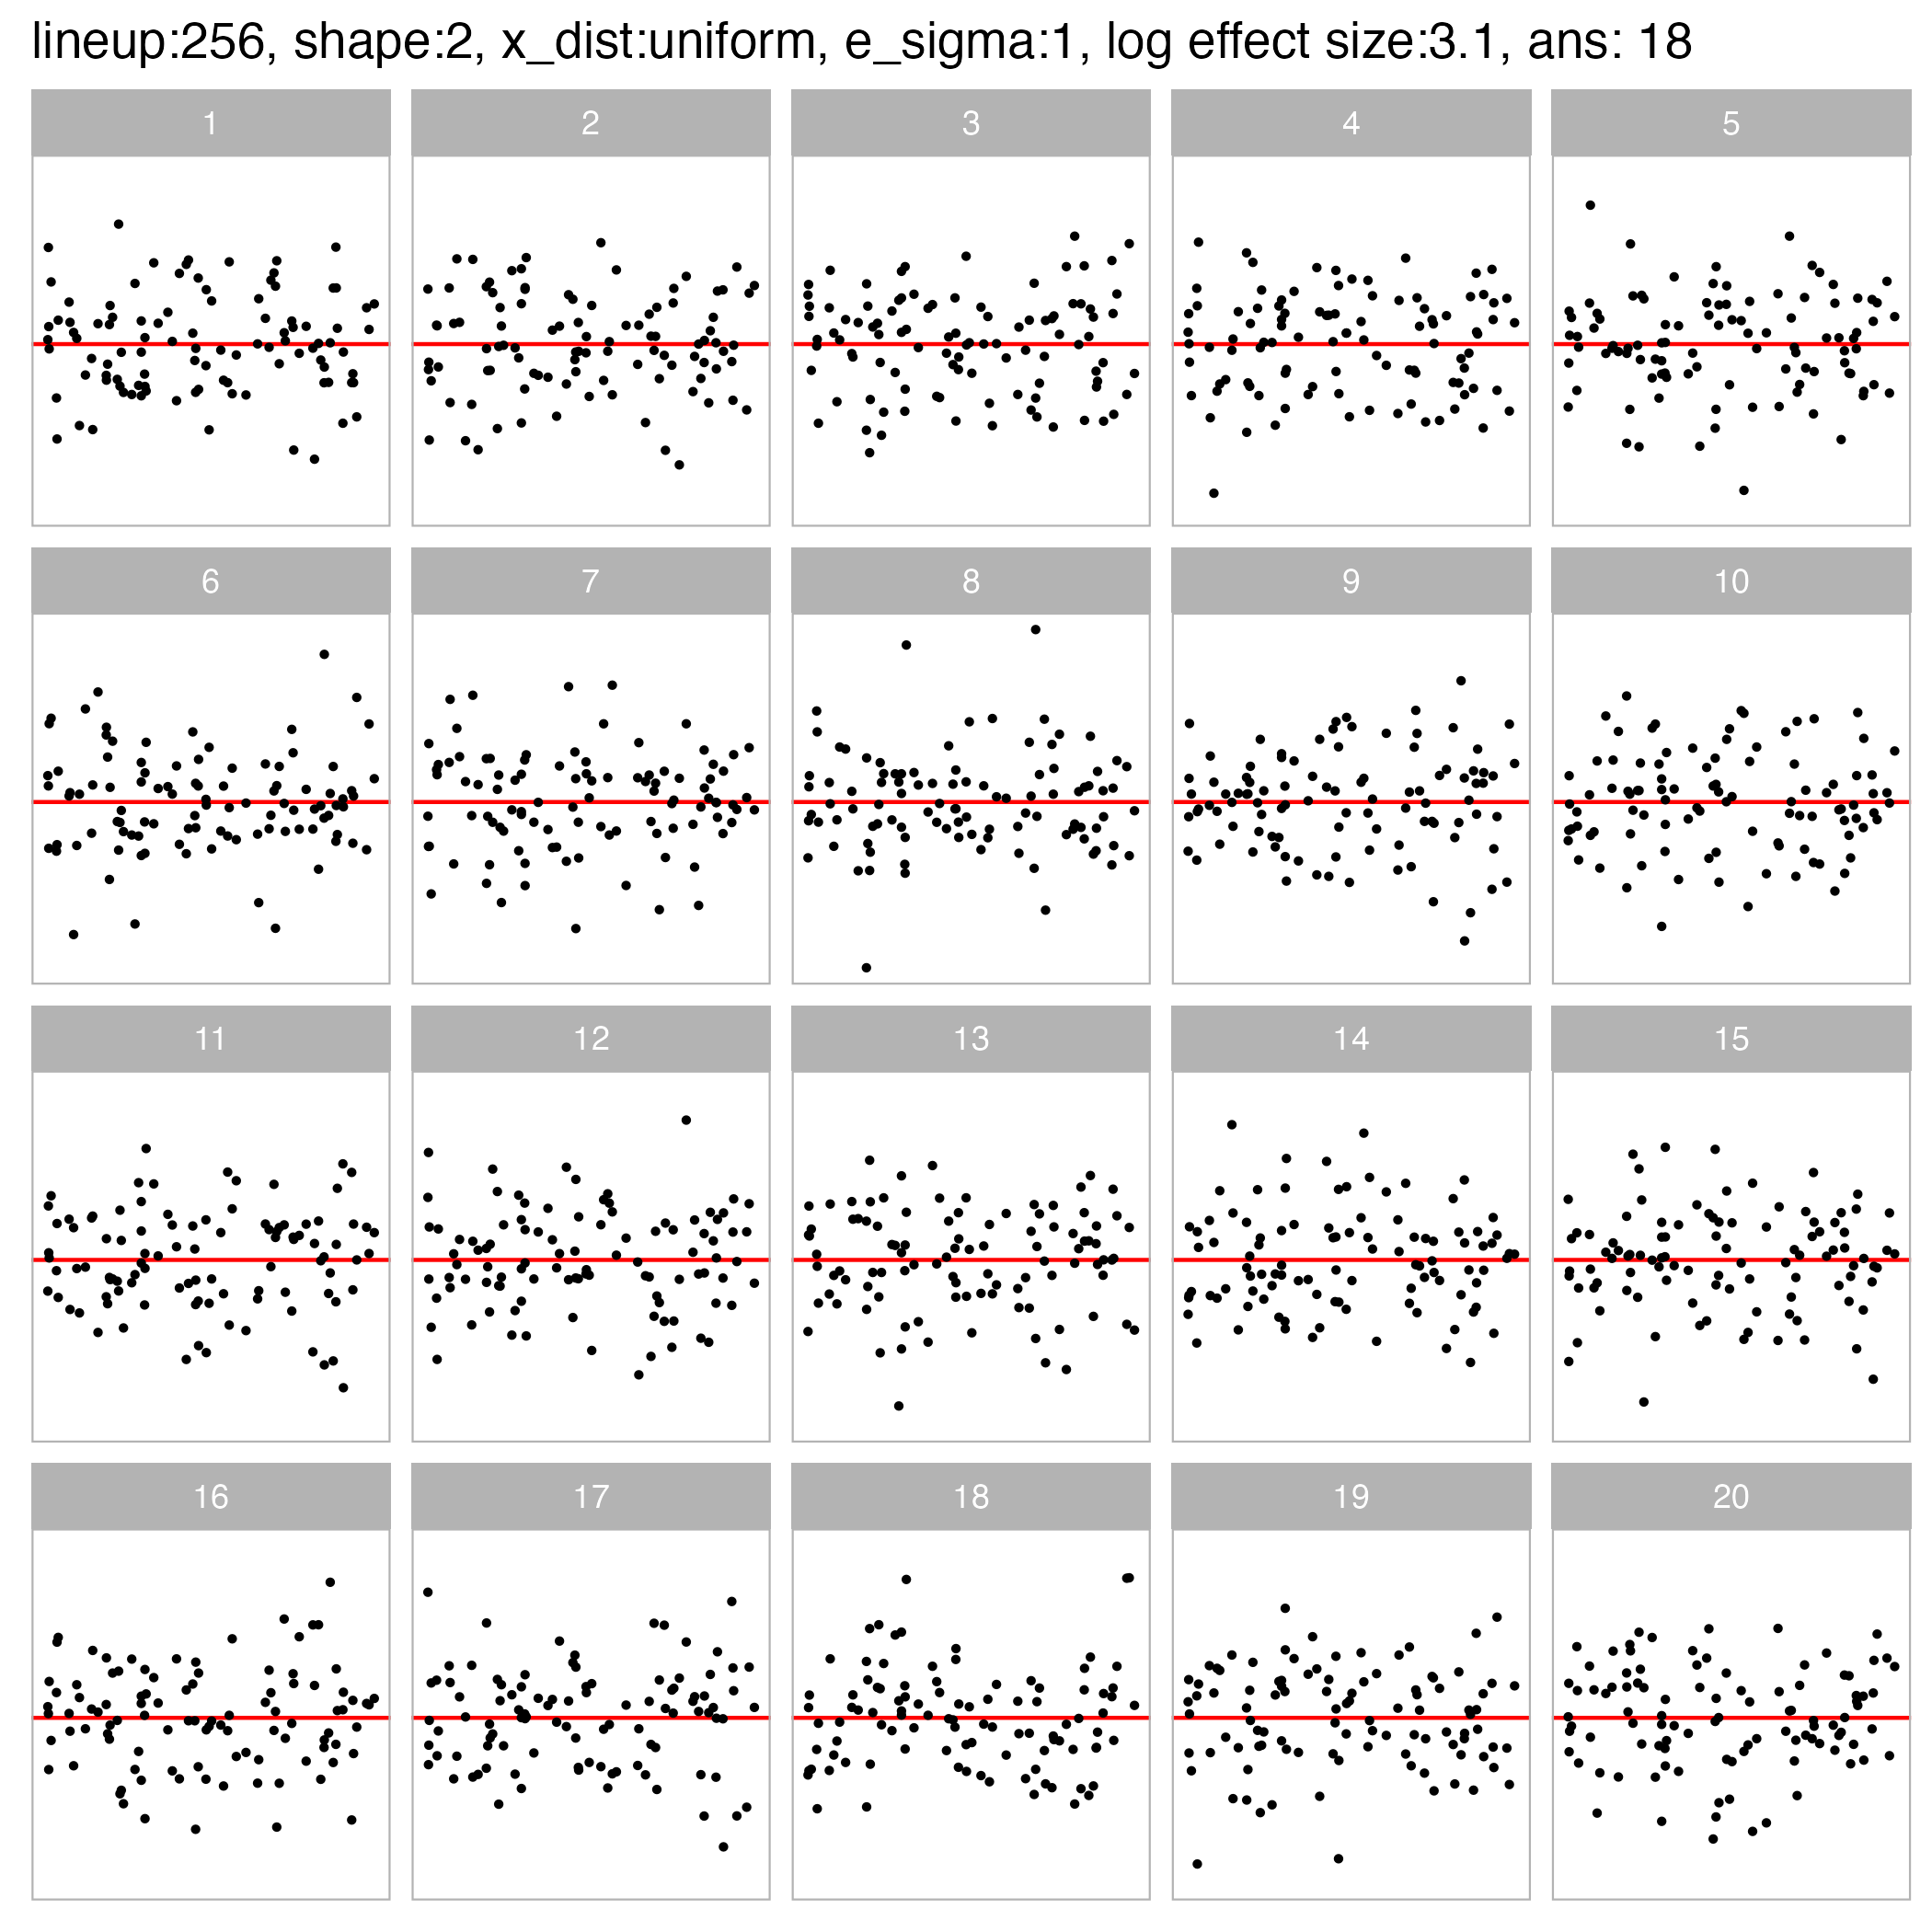 lineup:256, shape:2, x_dist:uniform, e_sigma:1, log effect size:3.1, ans: 18
1 2 3 4 5
6 7 8 9 10
11 12 13 14 15
16 17 18 19 20